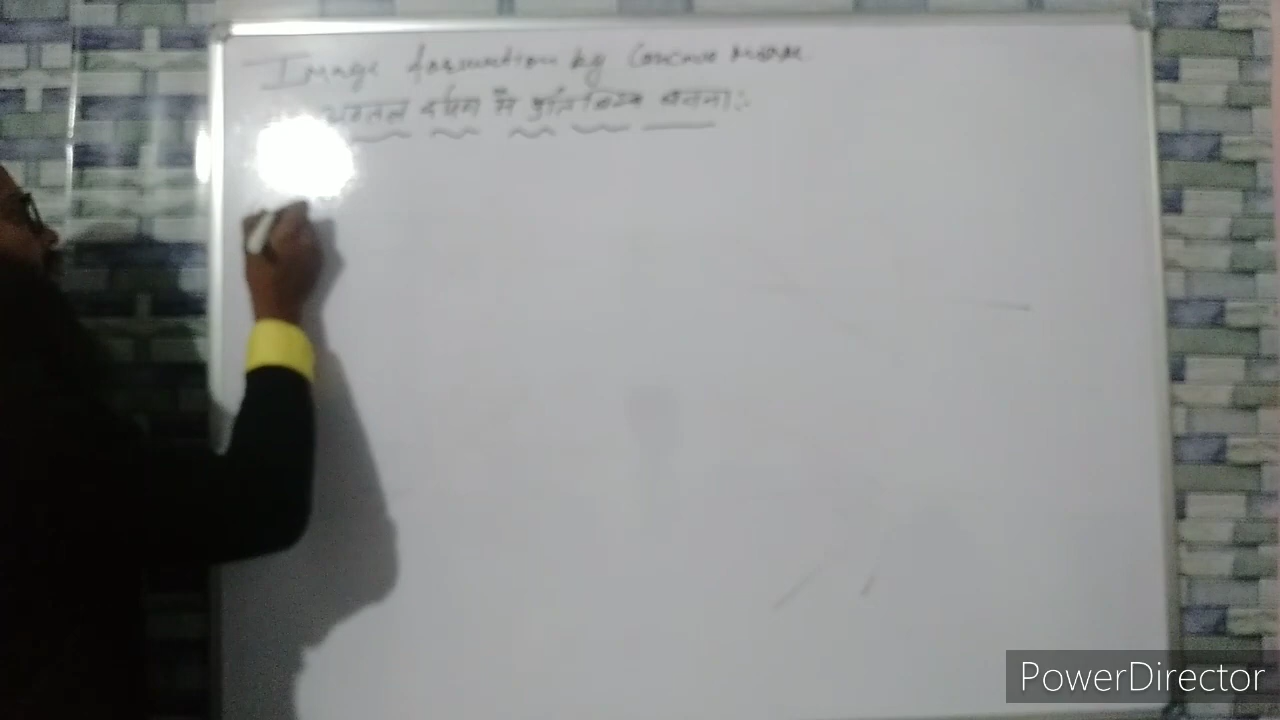 Image formation by Concave mirror
अवतल दर्पण में प्रतिबिम्ब बनना:-
PowerDirector